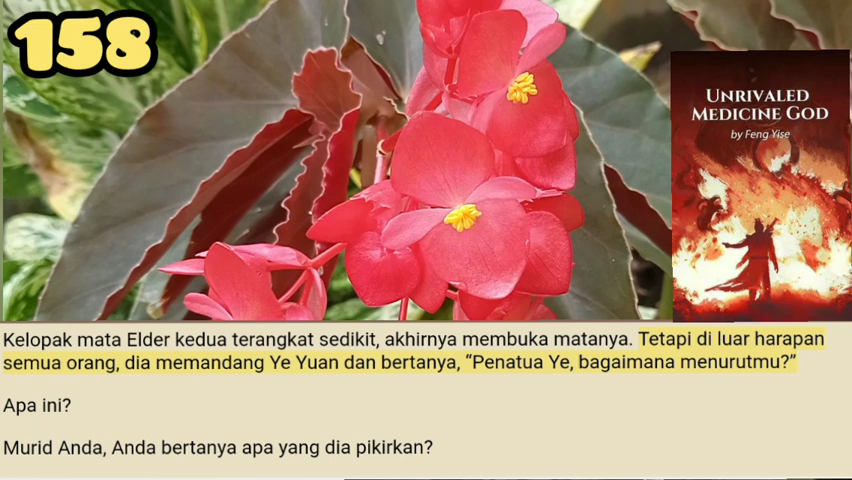 158
UNRIVALED
MEDICINE GOD
by Feng Yise
Kelopak mata Elder kedua terangkat sedikit, akhirnya membuka matanya. Tetapi di luar harapan
semua orang, dia memandang Ye Yuan dan bertanya, “Penatua Ye, bagaimana menurutmu?”
Apa ini?
Murid Anda, Anda bertanya apa yang dia pikirkan?